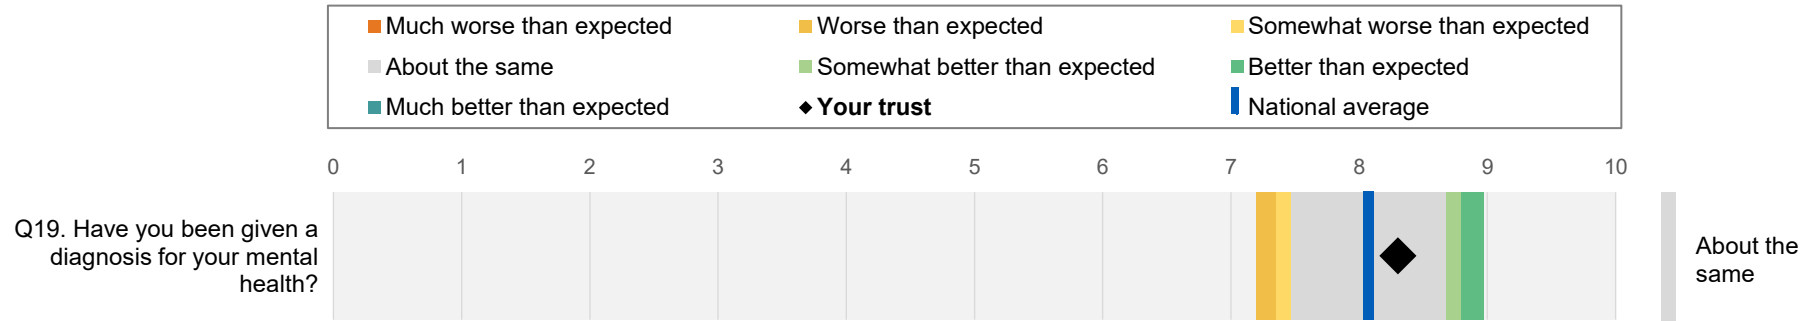 Much worse than expected
Worse than expected
Somewhat worse than expected
About the same
Somewhat better than expected
Better than expected
Much better than expected
Your trust
National average
0 1 2 3 4 5 6 7 8 9 10
Q19. Have you been given a
diagnosis for your mental
health?
About the
same